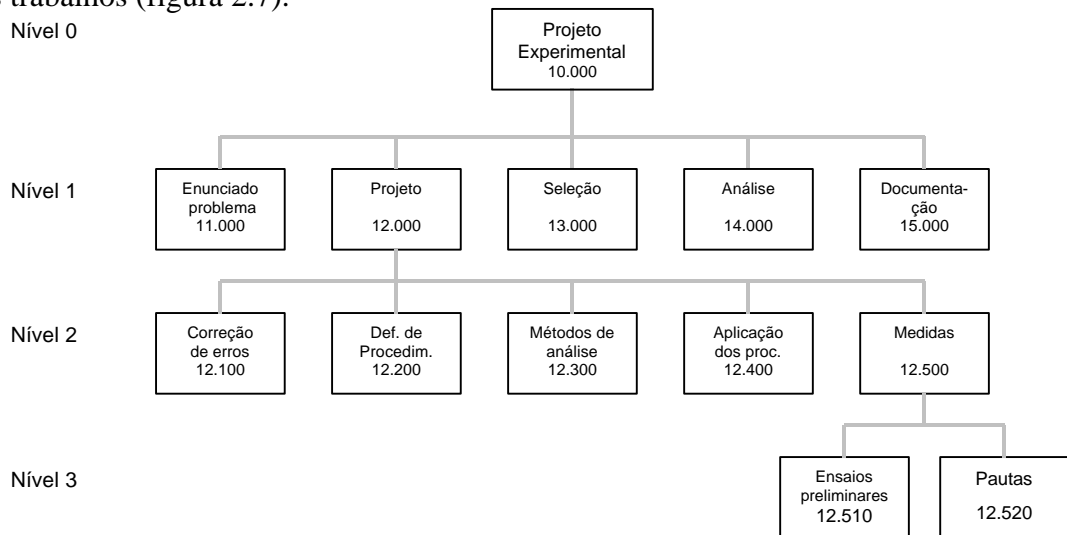 s trabalhos (figura 2.7).
Nível 0
Projeto
Experimental
10.000
Nível 1
Enunciado
problema
11.000
Projeto
12.000
Seleção
13.000
Análise
14.000
Documenta-
ção
15.000
Nível 2
Correção
de erros
12.100
Def. de
Procedim.
12.200
Métodos de
análise
12.300
Aplicação
dos proc.
12.400
Medidas
12.500
Nível 3
Ensaios
preliminares
12.510
Pautas
12.520